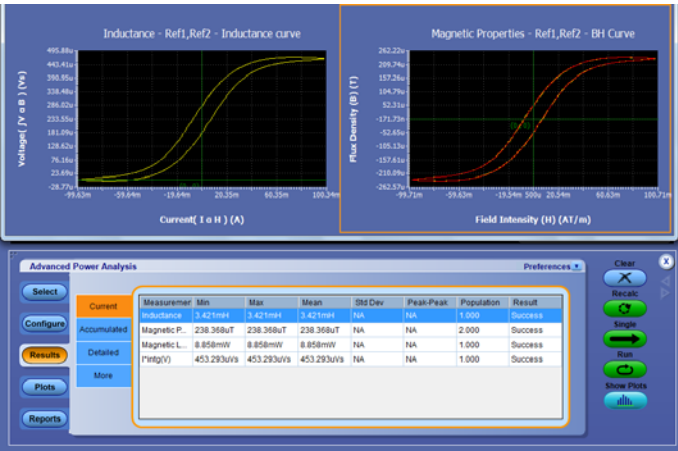 Inductance - Ref1,Ref2 - Inductance curve
Voltage( ∫V α B ) (Vs)
495.88u
443.41u
390.95u
338.48u
286.02u
233.55u
181.09u
128.62u
76.16u
23.69u
-28.77u
-99.63m -59.64m -19.64m 20.35m 60.35m 100.34m
Current( I α H ) (A)
Magnetic Properties - Ref1,Ref2 - BH Curve
Flux Density (B) (T)
262.22u
209.74u
157.26u
104.79u
52.31u
-171.73n
-52.65u
-105.13u
-157.61u
-210.09u
-262.57u
-99.71m -59.63m -19.54m 500u 20.54m 60.63m 100.71m
Field Intensity (H) (AT/m)
Advanced Power Analysis
Preferences
Select
Configure
Results
Plots
Reports
Current
Accumulated
Detailed
More
Measuremer Min Max Mean Std Dev Peak-Peak Population Result
Inductance 3.421mH 3.421mH 3.421mH NA NA 1.000 Success
Magnetic P... 238.368uT 238.368uT 238.368uT NA NA 2.000 Success
Magnetic L... 8.858mW 8.858mW 8.858mW NA NA 1.000 Success
I*intg(V) 453.293uVs 453.293uVs 453.293uVs NA NA 1.000 Success
Clear
X
Recalc
Single
Run
Show Plots